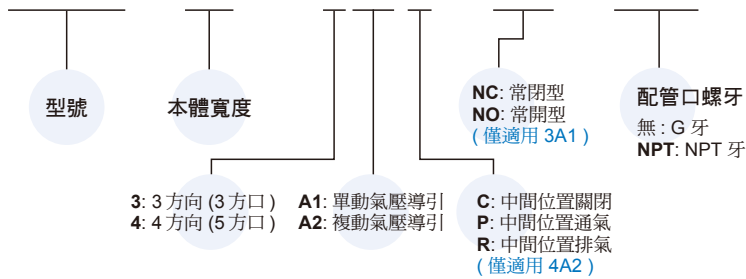 型號
本體寬度
NC: 常閉型
NO: 常開型
( 僅適用 3A1 )
配管口螺牙
無 : G 牙
NPT: NPT 牙
3: 3 方向 (3 方口 )
4: 4 方向 (5 方口 )
A1: 單動氣壓導引
A2: 複動氣壓導引
C: 中間位置關閉
P: 中間位置通氣
R: 中間位置排氣
( 僅適用 4A2 )